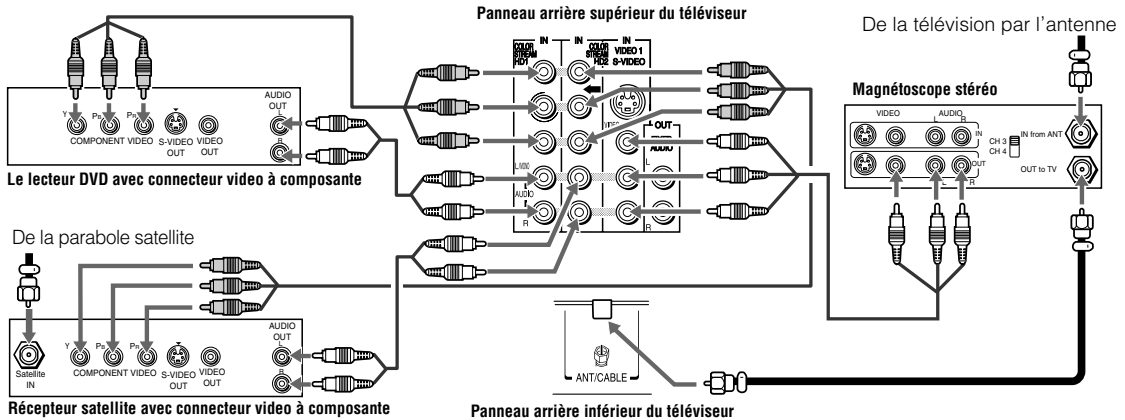 Panneau arrière supérieur du téléviseur
De la télévision par l'antenne
IN IN IN
COLOR STREAM HD1
COLOR STREAM HD2
VIDEO 1
S-VIDEO
VIDEO
OUT
AUDIO
L/MONO
L
AUDIO
R
R
Y PB PR
COMPONENT VIDEO
S-VIDEO OUT
VIDEO OUT
AUDIO OUT
L
R
Le lecteur DVD avec connecteur video à composante
Magnétoscope stéréo
VIDEO
AUDIO
L R
IN
OUT
L R
CH 3
CH 4
IN from ANT
OUT to TV
De la parabole satellite
Satellite IN
Y PB PR
COMPONENT VIDEO
S-VIDEO OUT
VIDEO OUT
AUDIO OUT
L
R
Récepteur satellite avec connecteur video à composante
ANT/CABLE
Panneau arrière inférieur du téléviseur